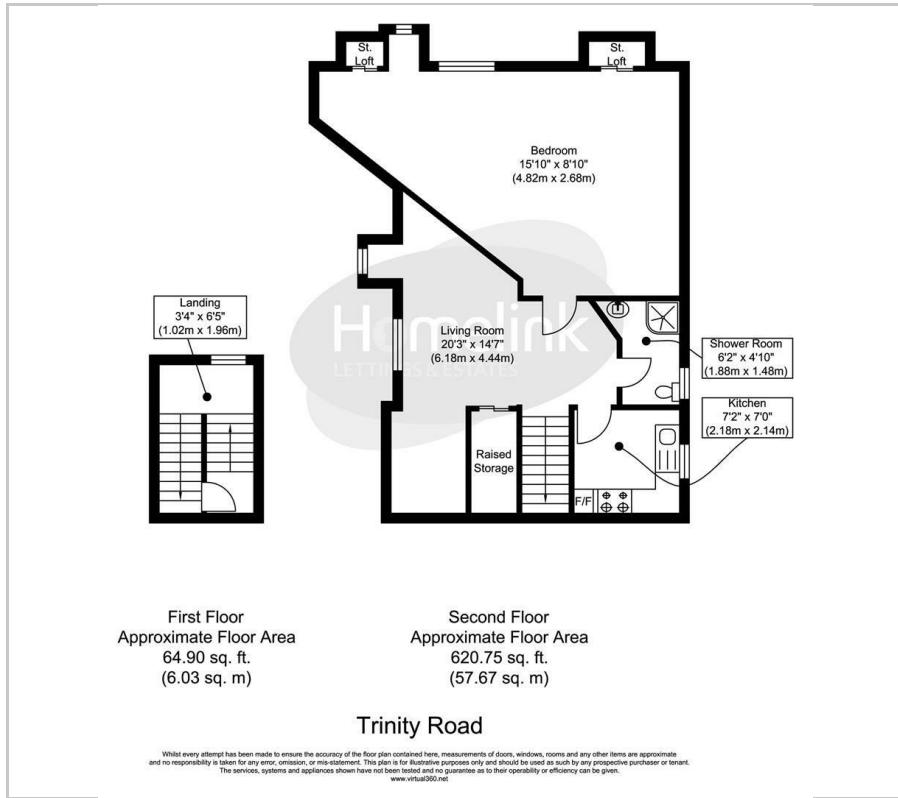 St.
Loft
St.
Loft
Bedroom
15'10" x 8'10"
(4.82m x 2.68m)
Landing
3'4" x 6'5"
(1.02m x 1.96m)
Homelink
LETTINGS & ESTATES
Living Room
20'3" x 14'7"
(6.18m x 4.44m)
Shower Room
6'2" x 4'10"
(1.88m x 1.48m)
Kitchen
7'2" x 7'0"
(2.18m x 2.14m)
Raised
Storage
F/F
First Floor
Approximate Floor Area
64.90 sq. ft.
(6.03 sq. m)
Second Floor
Approximate Floor Area
620.75 sq. ft.
(57.67 sq. m)
Trinity Road
Whilst every attempt has been made to ensure the accuracy of the floor plan contained here, measurements of doors, windows, rooms and any other items are approximate
and no responsibility is taken for any error, omission, or mis-statement. This plan is for illustrative purposes only and should be used as such by any prospective purchaser or tenant.
The services, systems and appliances shown have not been tested and no guarantee as to their operability or efficiency can be given.
www.virtual360.net